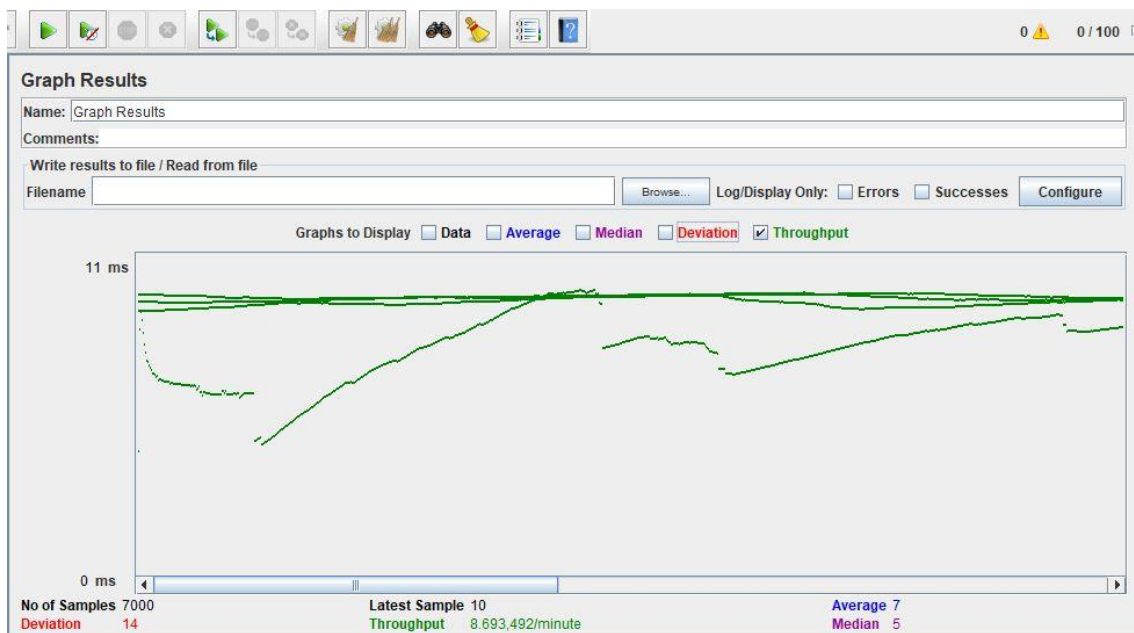 0 0 / 100
Graph Results
Name: Graph Results
Comments:
Write results to file / Read from file
Filename Browse... Log/Display Only: Errors Successes Configure
Graphs to Display Data Average Median Deviation Throughput
11 ms
0 ms
No of Samples 7000 Latest Sample 10 Average 7
Deviation 14 Throughput 8.693,492/minute Median 5